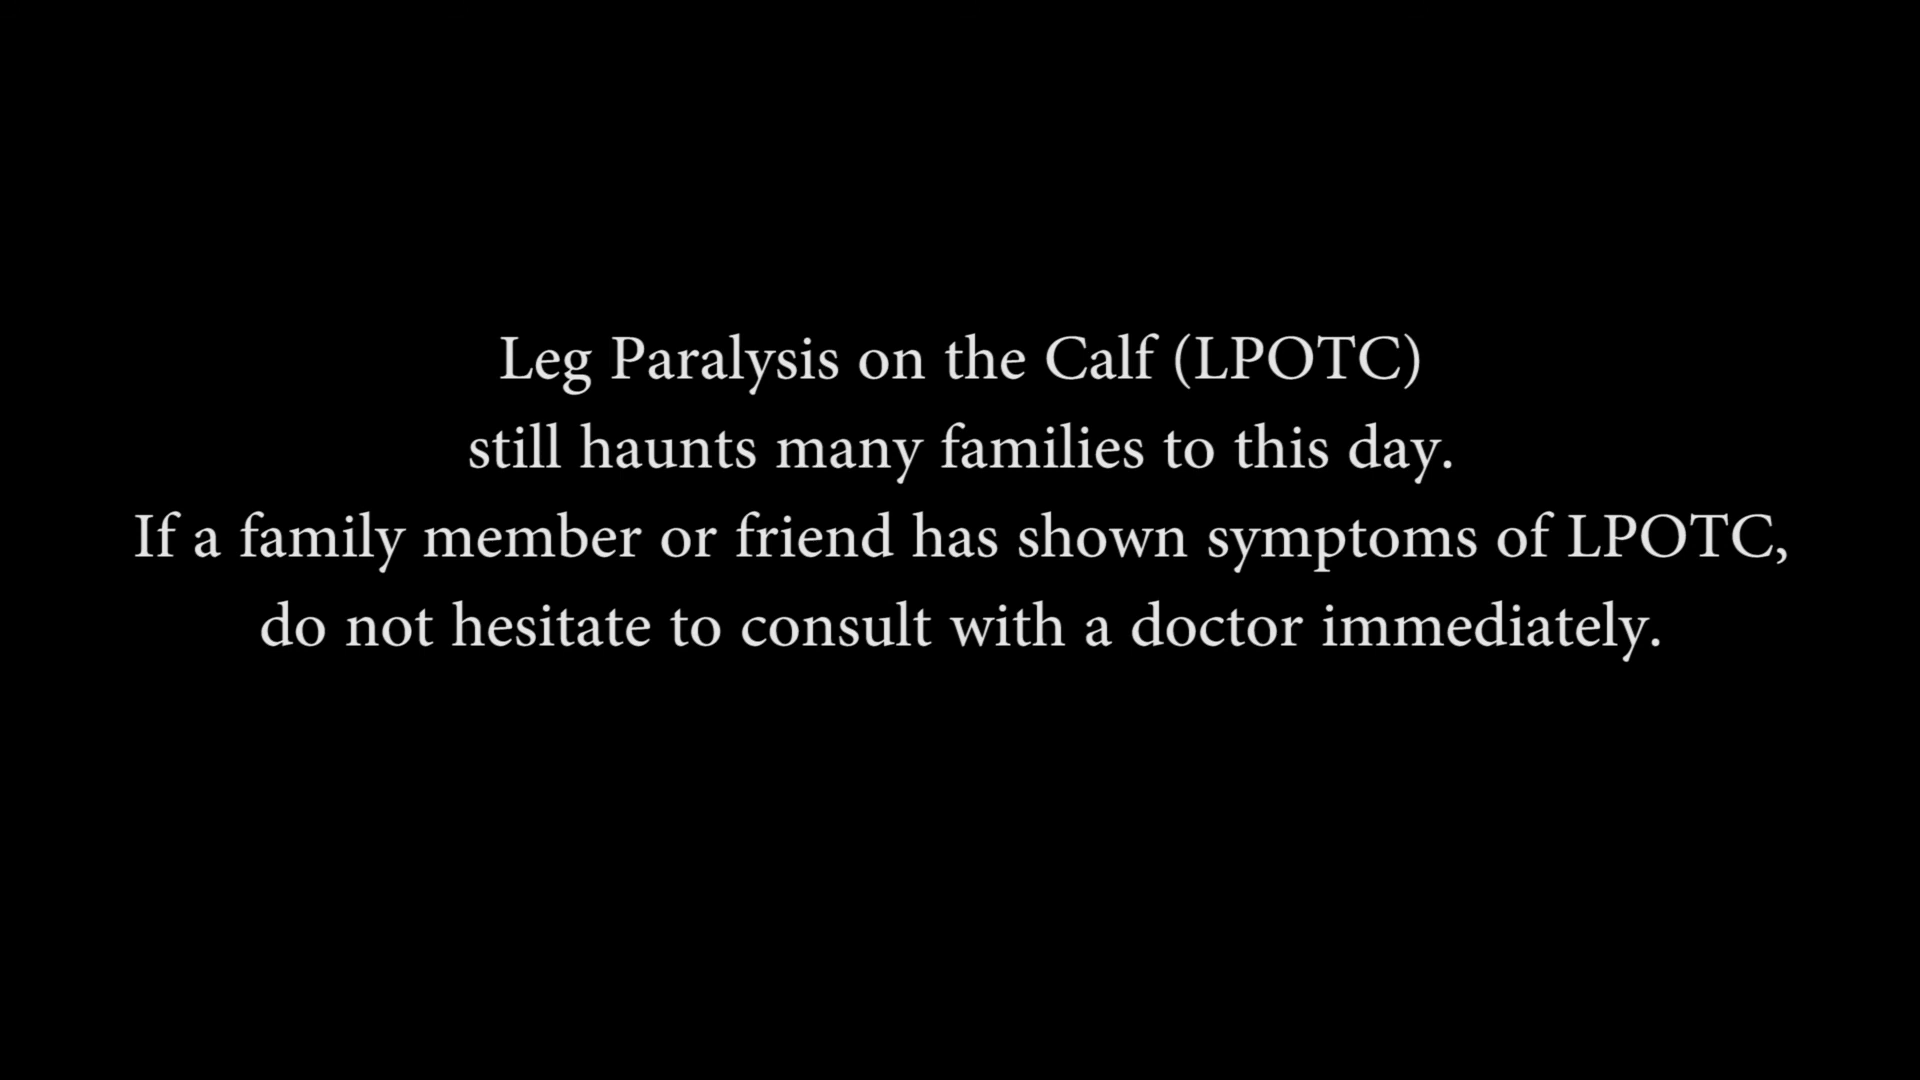 Leg Paralysis on the Calf (LPOTC)
still haunts many families to this day.
If a family member or friend has shown symptoms of LPOTC,
do not hesitate to consult with a doctor immediately.